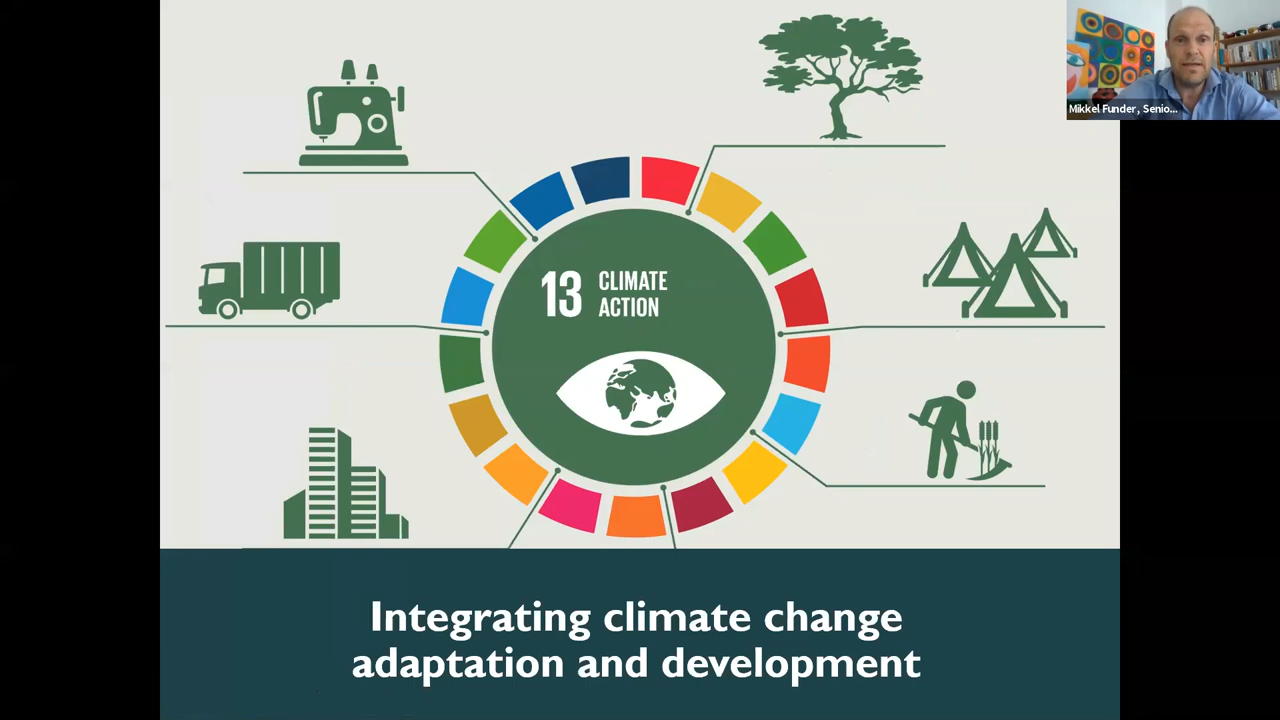 Mikkel Funder, Senio...
13 CLIMATE
ACTION
Integrating climate change
adaptation and development